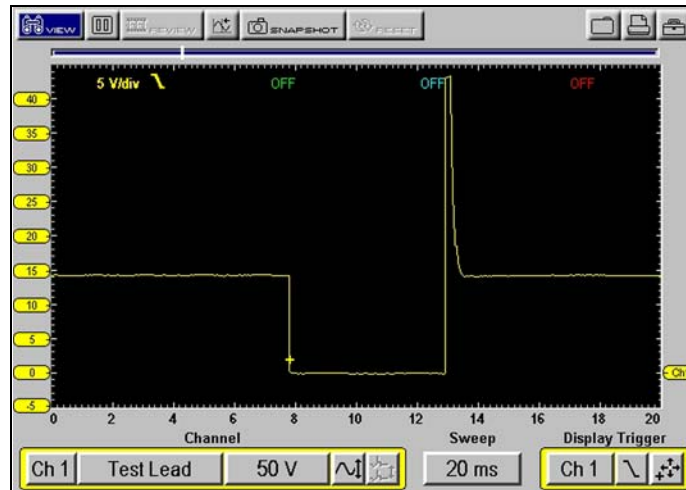 VIEW REVIEW SNAPSHOT RESET
5 V/div OFF OFF OFF
40
35
30
25
20
15
10
5
0 Ch
-5
0 2 4 6 8 10 12 14 16 18 20
Channel Sweep Display Trigger
Ch 1 Test Lead 50 V 20 ms Ch 1